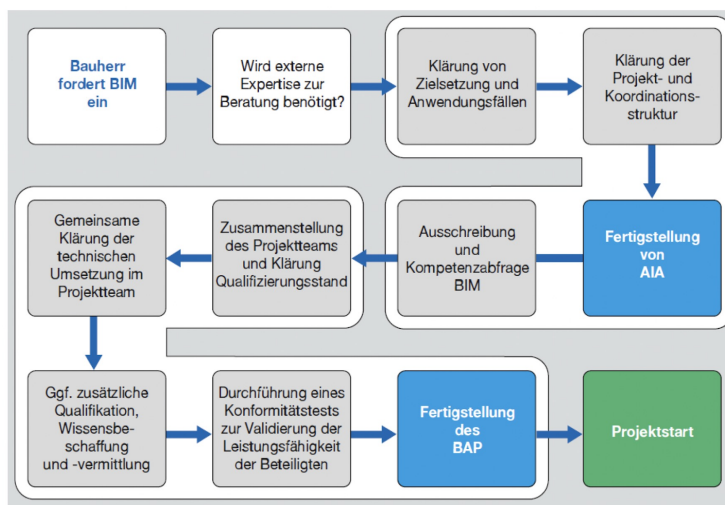 Bauherr
fordert BIM
ein
Wird externe
Expertise zur
Beratung benötigt?
Klärung von
Zielsetzung und
Anwendungsfällen
Klärung der
Projekt- und
Koordinations-
struktur
Fertigstellung
von
AIA
Ausschreibung
und
Kompetenzabfrage
BIM
Zusammenstellung
des Projektteams
und Klärung
Qualifizierungsstand
Gemeinsame
Klärung der
technischen
Umsetzung im
Projektteam
Ggf. zusätzliche
Qualifikation,
Wissensbe-
schaffung
und -vermittlung
Durchführung eines
Konformitätstests
zur Validierung der
Leistungsfähigkeit
der Beteiligten
Fertigstellung
des
BAP
Projektstart